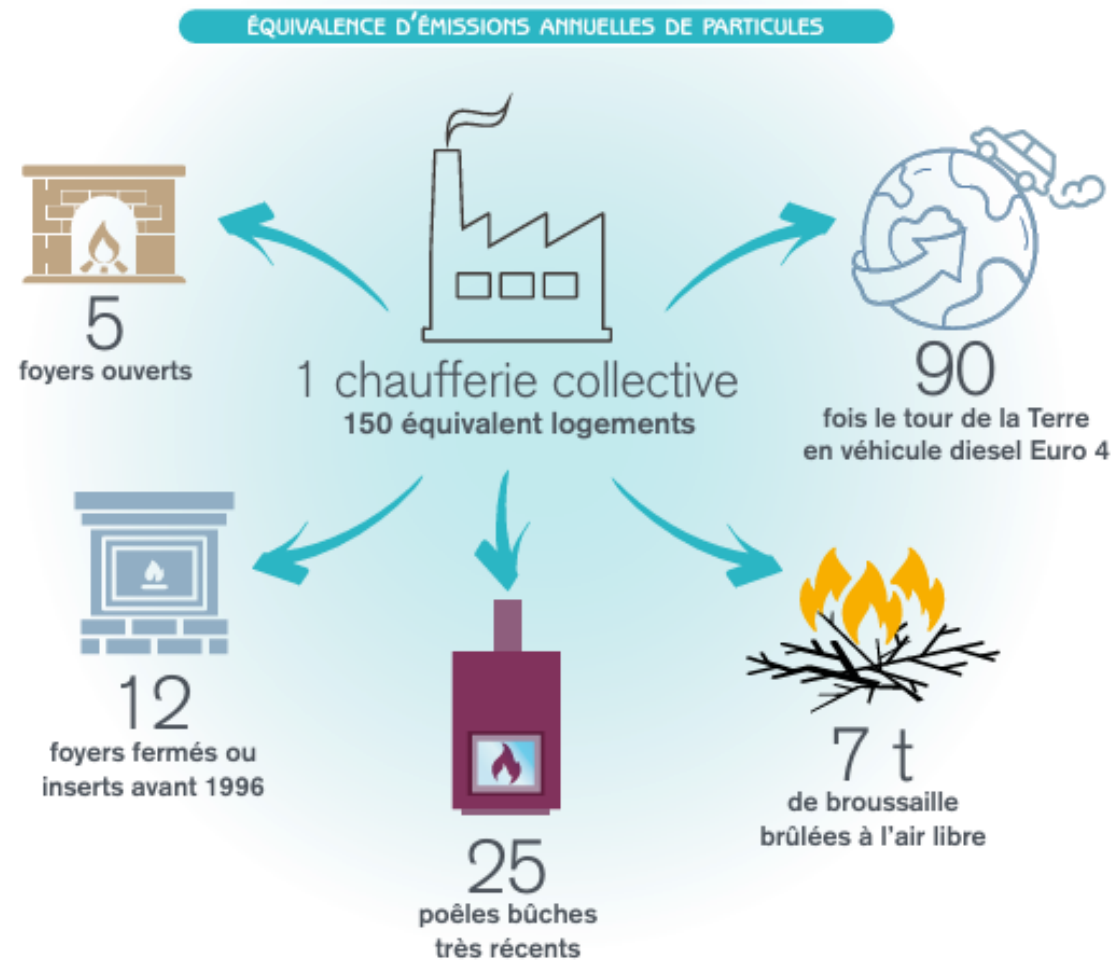 ÉQUIVALENCE D'ÉMISSIONS ANNUELLES DE PARTICULES
5
foyers ouverts
1 chaufferie collective
150 équivalent logements
90
fois le tour de la Terre
en véhicule diesel Euro 4
12
foyers fermés ou
inserts avant 1996
25
poêles bûches
très récents
7 t
de broussaille
brûlées à l'air libre